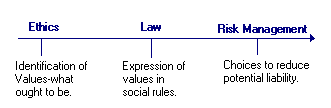 Ethics Law Risk Management
Identification of
Values-what
ought to be.
Expression of
values in
social rules.
Choices to reduce
potential liability.